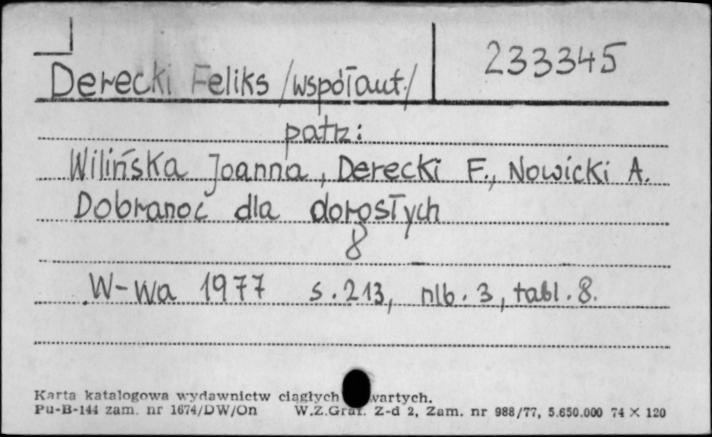 233345
Derecki Feliks /współaut./
patrz:
Wilińska Joanna, Derecki F., Nowicki A.
Dobranoc dla dorosłych
8
W-wa 1977 s. 213, nlb. 3, tabl. 8.
Karta katalogowa wydawnictw ciągłych wartych.
Pu-B-144 zam. nr 1674/DW/On W.Z.Graf. Z-d 2, Zam. nr 988/77, 5.650.000 74 × 120